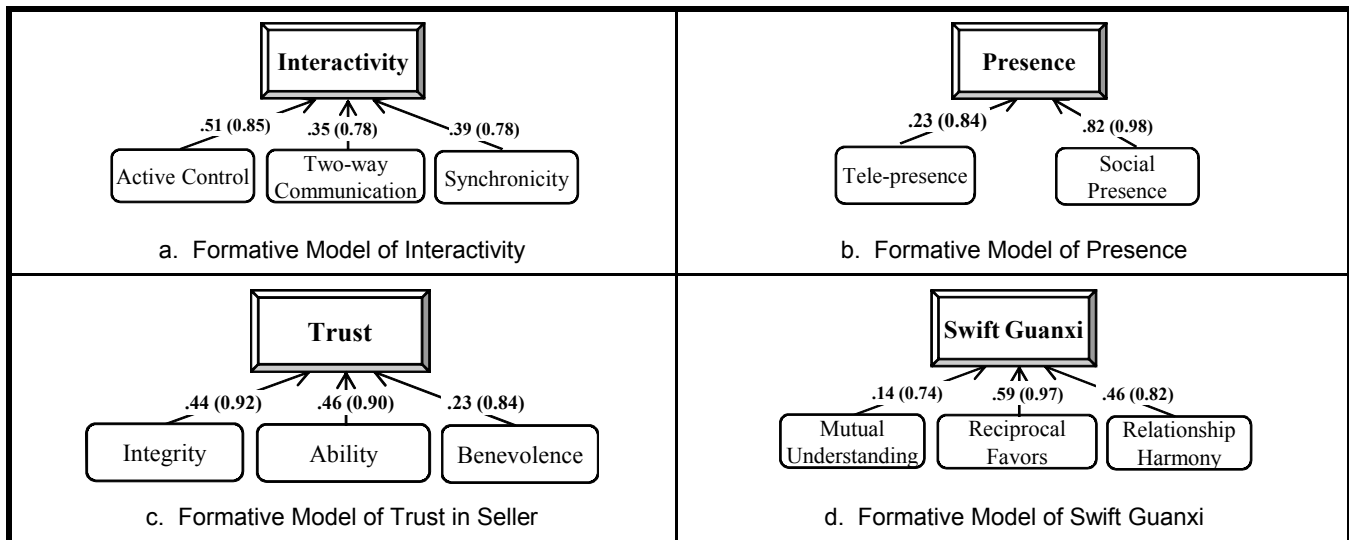 Interactivity
.51 (0.85)
.35 (0.78)
.39 (0.78)
Active Control
Two-way
Communication
Synchronicity
a. Formative Model of Interactivity
Presence
.23 (0.84)
.82 (0.98)
Tele-presence
Social
Presence
b. Formative Model of Presence
Trust
.44 (0.92)
.46 (0.90)
.23 (0.84)
Integrity
Ability
Benevolence
c. Formative Model of Trust in Seller
Swift Guanxi
.14 (0.74)
.59 (0.97)
.46 (0.82)
Mutual
Understanding
Reciprocal
Favors
Relationship
Harmony
d. Formative Model of Swift Guanxi